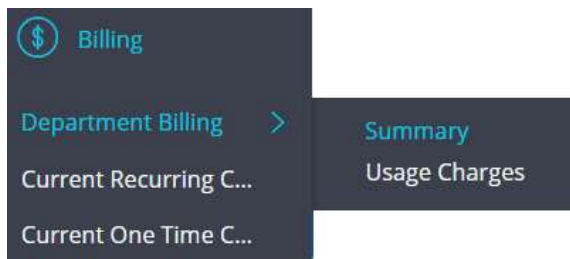 Billing
Department Billing
Summary
Usage Charges
Current Recurring C...
Current One Time C...